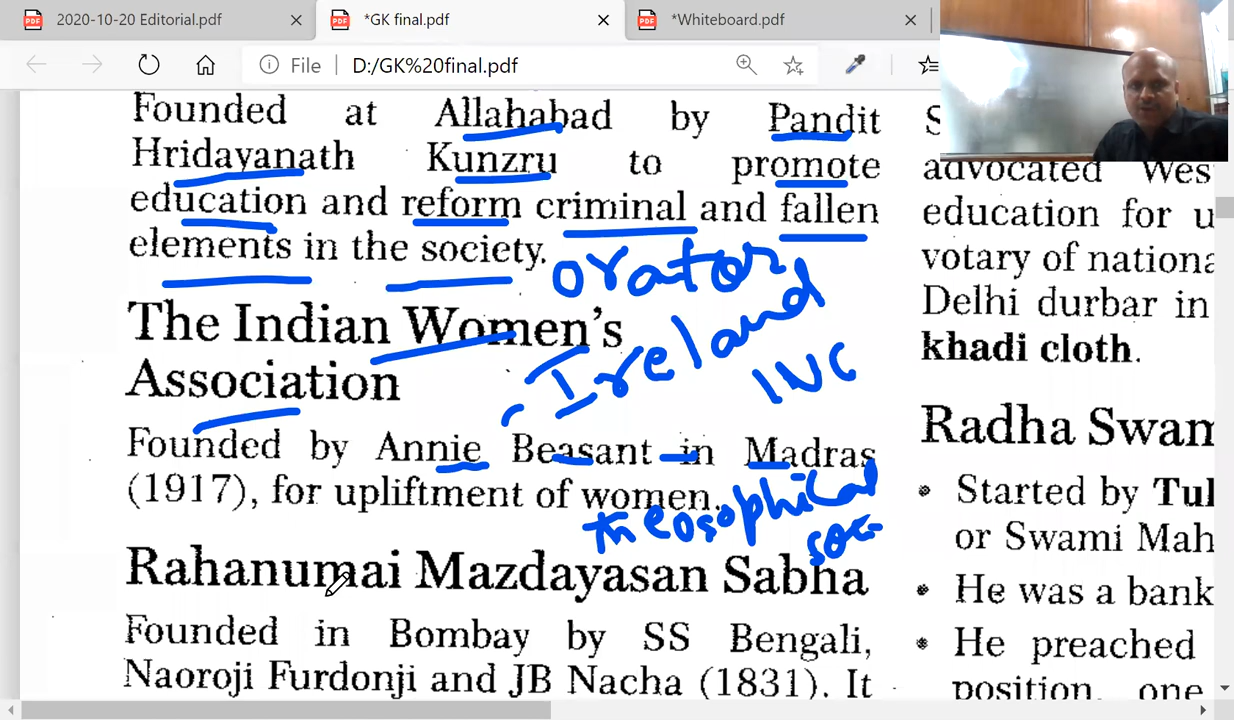 2020-10-20 Editorial.pdf
*GK final.pdf
*Whiteboard.pdf
File D:/GK%20final.pdf
Founded at Allahabad by Pandit
Hridayanath Kunzru to promote
education and reform criminal and fallen
elements in the society.
orator
The Indian Women's
Ireland
INC
Association
Founded by Annie Beasant in Madras
(1917), for upliftment of women.
theosophical
soc
Rahanumai Mazdayasan Sabha
Founded in Bombay by SS Bengali,
Naoroji Furdonji and JB Nacha (1831). It
S
advocated Wes
education for u
votary of nationa
Delhi durbar in
khadi cloth.
Radha Swam
• Started by Tul
or Swami Mah
• He was a bank
• He preached
position, one